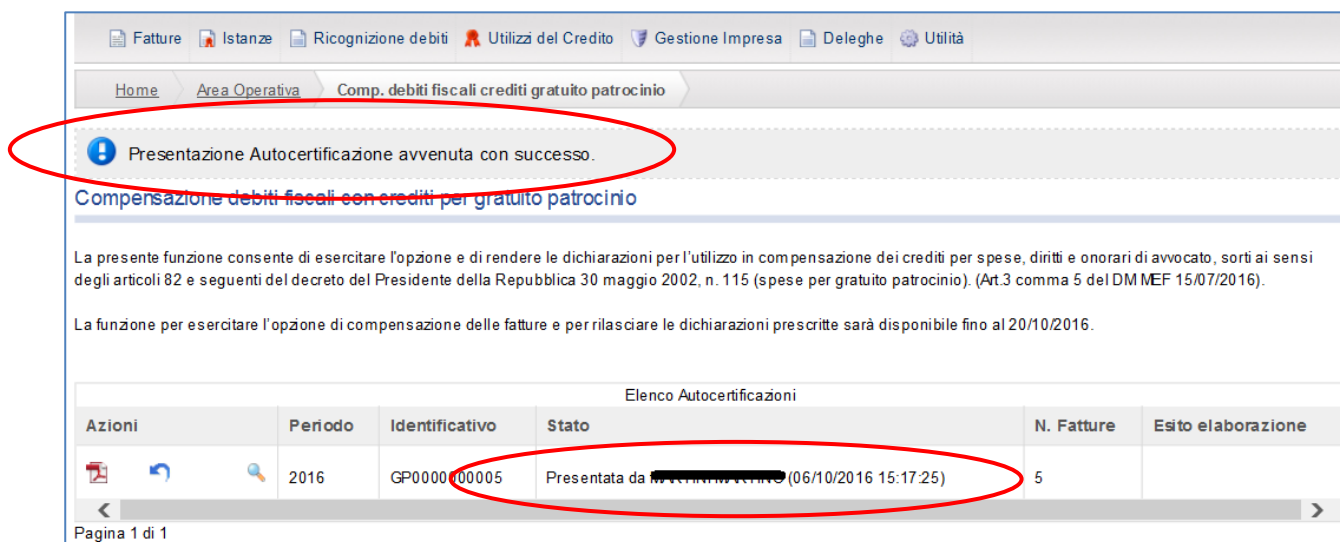 Fatture Istanze Ricognizione debiti Utilizzi del Credito Gestione Impresa Deleghe Utilità
Home Area Operativa Comp. debiti fiscali crediti gratuito patrocinio
Presentazione Autocertificazione avvenuta con successo.
Compensazione debiti fiscali con crediti per gratuito patrocinio
La presente funzione consente di esercitare l'opzione e di rendere le dichiarazioni per l'utilizzo in compensazione dei crediti per spese, diritti e onorari di avvocato, sorti ai sensi
degli articoli 82 e seguenti del decreto del Presidente della Repubblica 30 maggio 2002, n. 115 (spese per gratuito patrocinio). (Art.3 comma 5 del DM MEF 15/07/2016).
La funzione per esercitare l'opzione di compensazione delle fatture e per rilasciare le dichiarazioni prescritte sarà disponibile fino al 20/10/2016.
Elenco Autocertificazioni
Azioni Periodo Identificativo Stato N. Fatture Esito elaborazione
2016 GP0000000005 Presentata da (06/10/2016 15:17:25) 5
Pagina 1 di 1